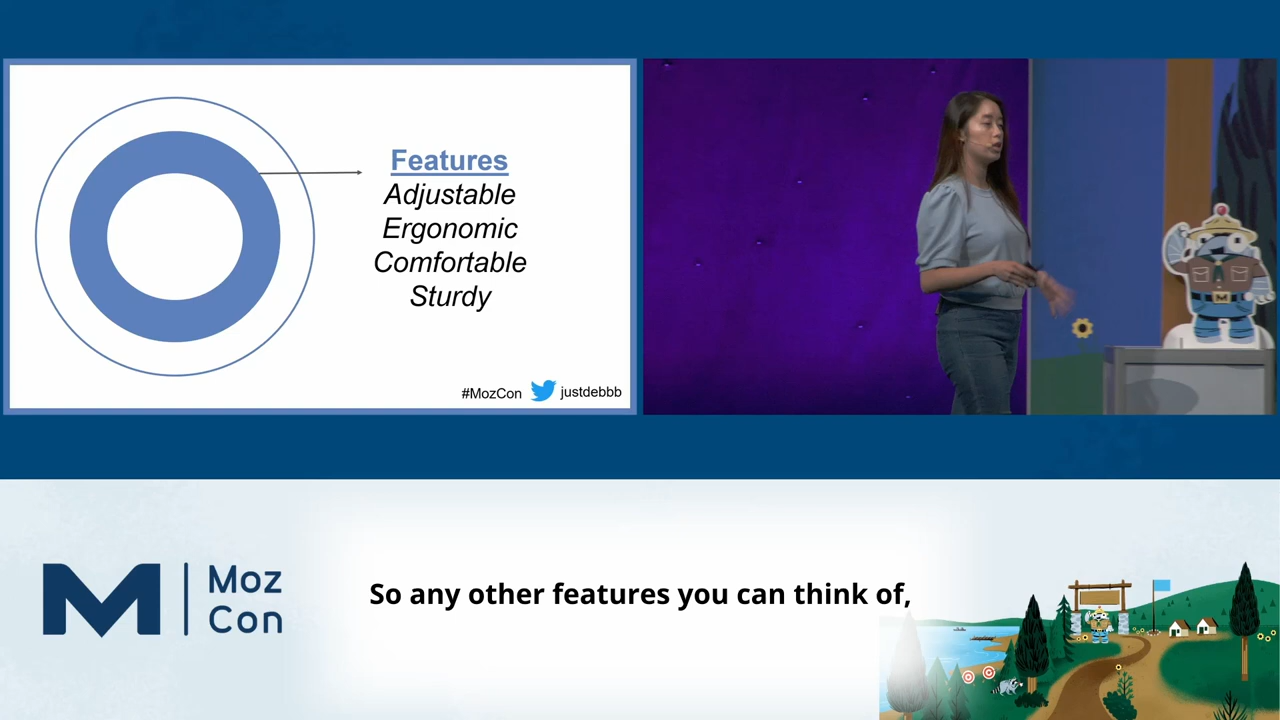 Features
Adjustable
Ergonomic
Comfortable
Sturdy
#MozCon justdebbb
M
M Moz
Con
So any other features you can think of,